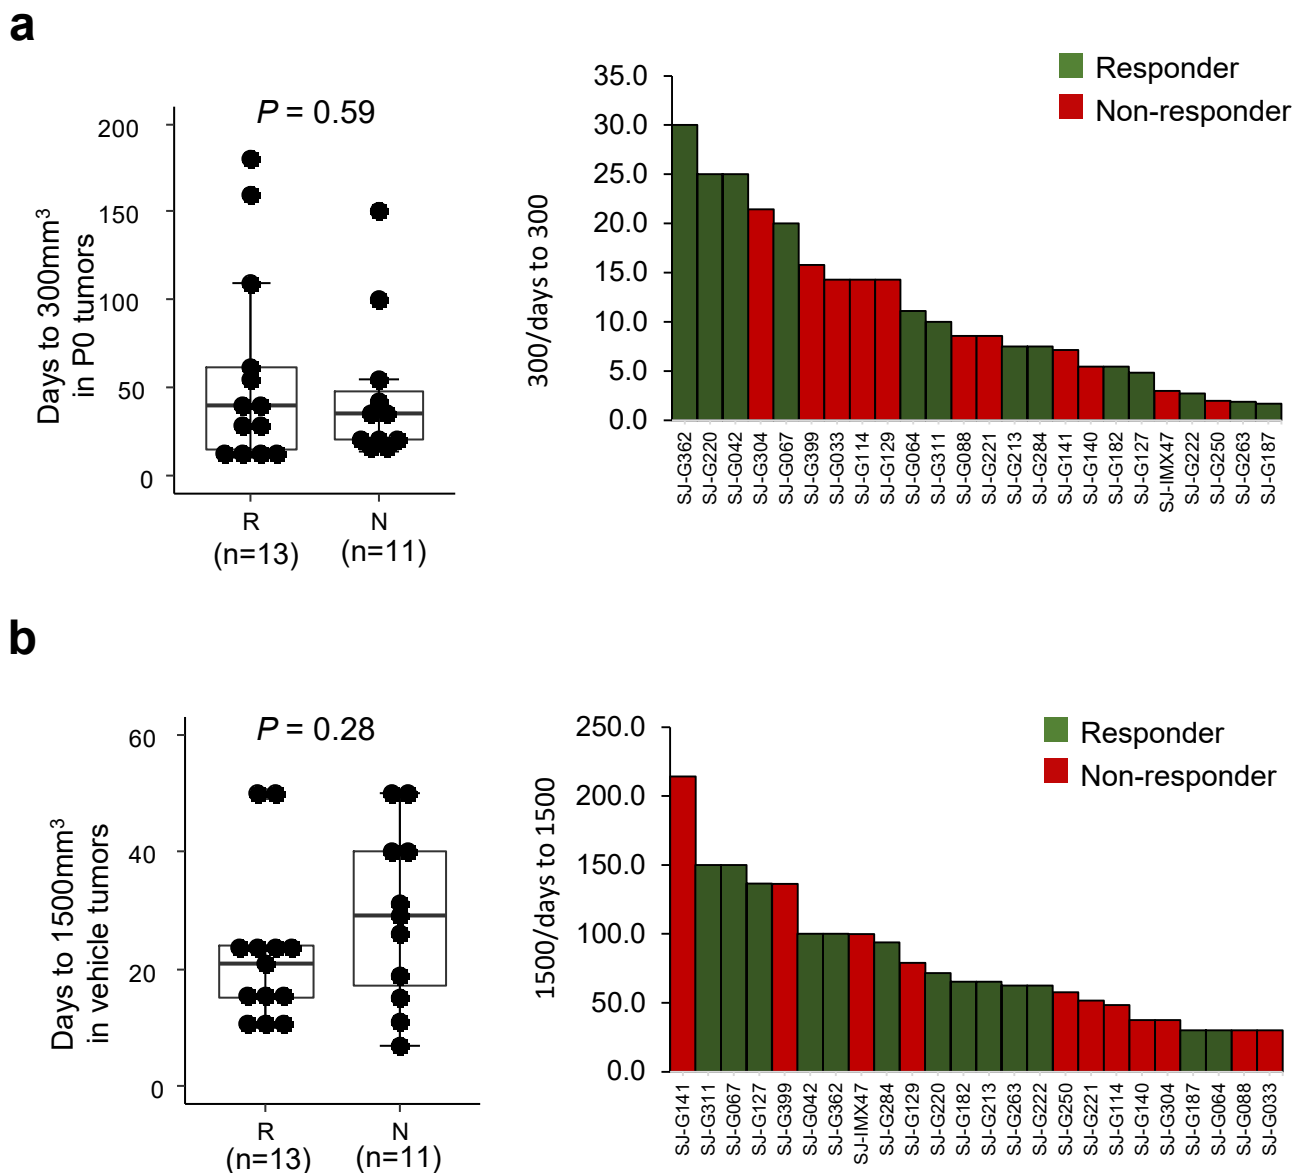 a
P = 0.59
200
150
100
50
0
Days to 300mm³
in P0 tumors
R
(n=13)
N
(n=11)
Responder
Non-responder
35.0
30.0
25.0
20.0
15.0
10.0
5.0
0.0
300/days to 300
SJ-G362
SJ-G220
SJ-G042
SJ-G304
SJ-G067
SJ-G399
SJ-G033
SJ-G114
SJ-G129
SJ-G064
SJ-G311
SJ-G088
SJ-G221
SJ-G213
SJ-G284
SJ-G141
SJ-G140
SJ-G182
SJ-G127
SJ-IMX47
SJ-G222
SJ-G250
SJ-G263
SJ-G187
b
P = 0.28
60
40
20
0
Days to 1500mm³
in vehicle tumors
R
(n=13)
N
(n=11)
Responder
Non-responder
250.0
200.0
150.0
100.0
50.0
0.0
1500/days to 1500
SJ-G141
SJ-G311
SJ-G067
SJ-G127
SJ-G399
SJ-G042
SJ-G362
SJ-IMX47
SJ-G284
SJ-G129
SJ-G220
SJ-G182
SJ-G213
SJ-G263
SJ-G222
SJ-G250
SJ-G221
SJ-G114
SJ-G140
SJ-G304
SJ-G187
SJ-G064
SJ-G088
SJ-G033